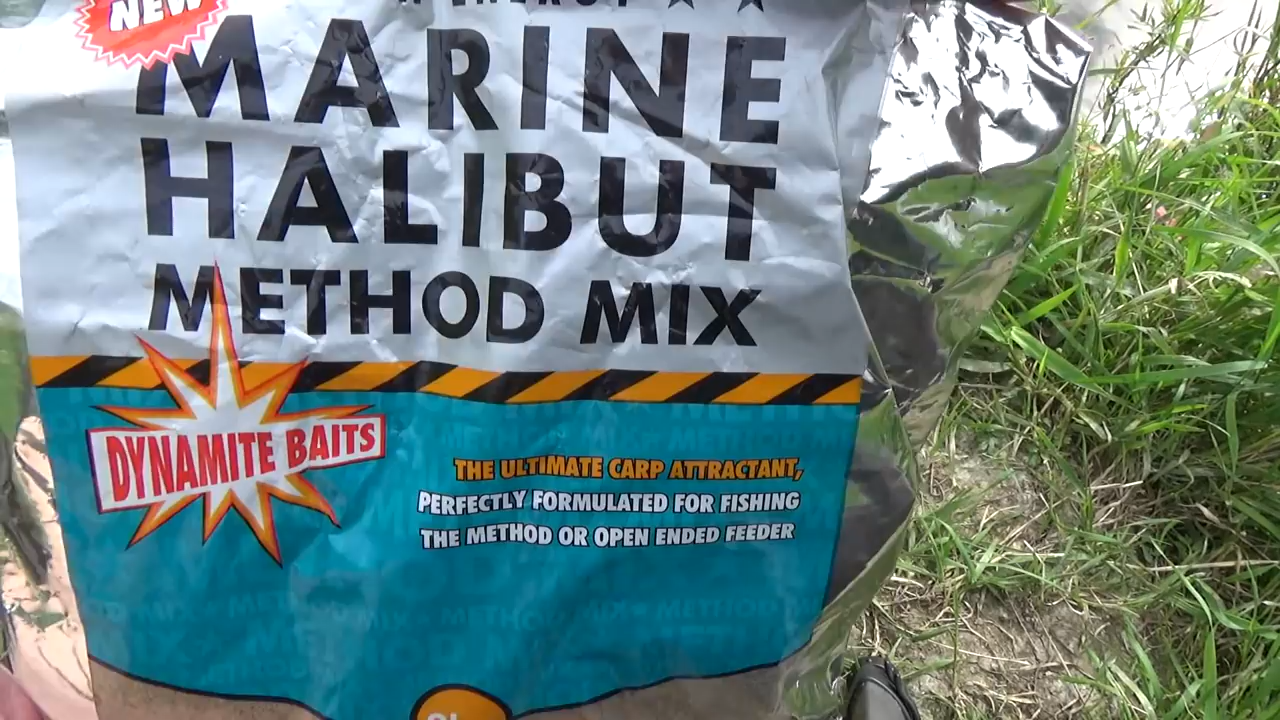 NEW
MARINE
HALIBUT
METHOD MIX
DYNAMITE BAITS
THE ULTIMATE CARP ATTRACTANT,
PERFECTLY FORMULATED FOR FISHING
THE METHOD OR OPEN ENDED FEEDER